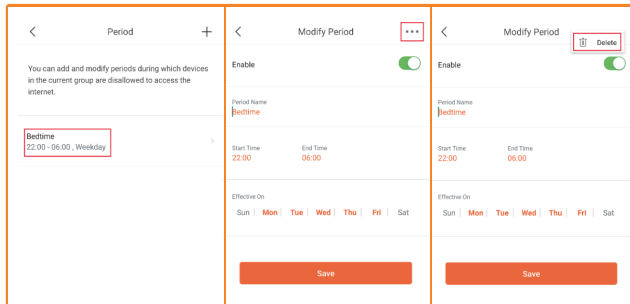 Period
You can add and modify periods during which devices
in the current group are disallowed to access the
internet.
Bedtime
22:00 - 06:00 , Weekday
Modify Period
Enable
Period Name
Bedtime
Start Time End Time
22:00 06:00
Effective On
Sun Mon Tue Wed Thu Fri Sat
Save
Modify Period
Delete
Enable
Period Name
Bedtime
Start Time End Time
22:00 06:00
Effective On
Sun Mon Tue Wed Thu Fri Sat
Save